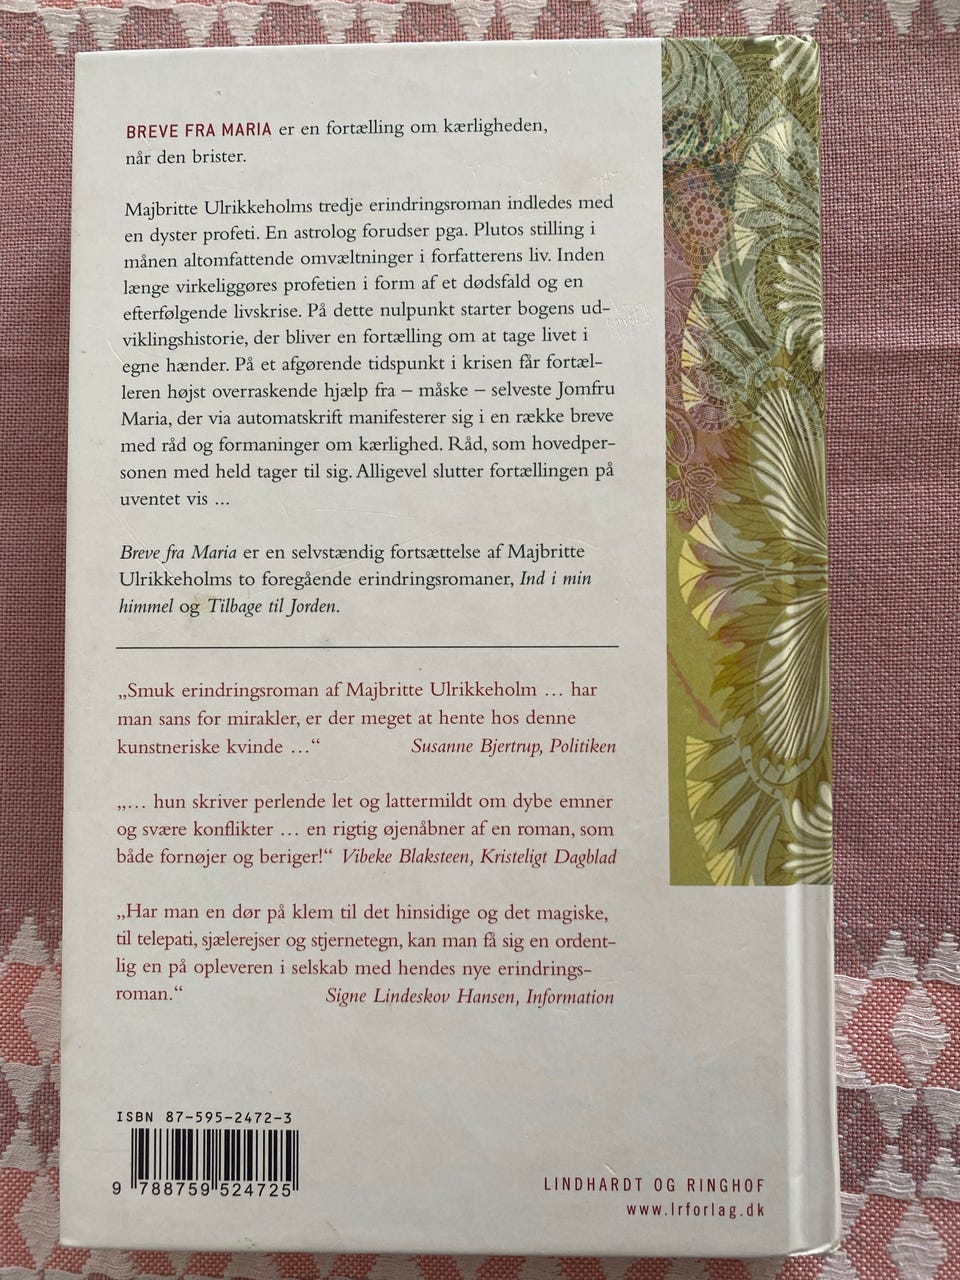 BREVE FRA MARIA er en fortælling om kærligheden,
når den brister.
Majbritte Ulrikkeholms tredje erindringsroman indledes med
en dyster profeti. En astrolog forudser pga. Plutos stilling i
månen altomfattende omvæltninger i forfatterens liv. Inden
længe virkeliggøres profetien i form af et dødsfald og en
efterfølgende livskrise. På dette nulpunkt starter bogens ud-
viklingshistorie, der bliver en fortælling om at tage livet i
egne hænder. På et afgørende tidspunkt i krisen får fortæl-
leren højst overraskende hjælp fra – måske – selveste Jomfru
Maria, der via automatskrift manifesterer sig i en række breve
med råd og formaninger om kærlighed. Råd, som hovedper-
sonen med held tager til sig. Alligevel slutter fortællingen på
uventet vis ...
Breve fra Maria er en selvstændig fortsættelse af Majbritte
Ulrikkeholms to foregående erindringsromaner, Ind i min
himmel og Tilbage til Jorden.
„Smuk erindringsroman af Majbritte Ulrikkeholm ... har
man sans for mirakler, er der meget at hente hos denne
kunstneriske kvinde ...“ Susanne Bjertrup, Politiken
„... hun skriver perlende let og lattermildt om dybe emner
og svære konflikter ... en rigtig øjenåbner af en roman, som
både fornøjer og beriger!“ Vibeke Blaksteen, Kristeligt Dagblad
„Har man en dør på klem til det hinsidige og det magiske,
til telepati, sjælerejser og stjernetegn, kan man få sig en ordent-
lig en på opleveren i selskab med hendes nye erindrings-
roman.“ Signe Lindeskov Hansen, Information
ISBN 87-595-2472-3
9 788759 524725
LINDHARDT OG RINGHOF
www.lrforlag.dk